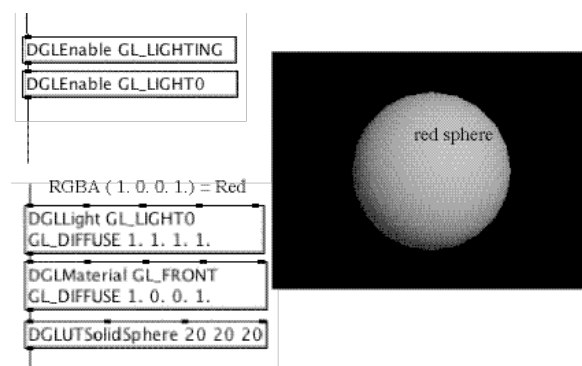 DGLEnable GL_LIGHTING
DGLEnable GL_LIGHT0
red sphere
RGBA ( 1. 0. 0. 1.) = Red
DGLLight GL_LIGHT0
GL_DIFFUSE 1. 1. 1. 1.
DGLMaterial GL_FRONT
GL_DIFFUSE 1. 0. 0. 1.
DGLUTSolidSphere 20 20 20